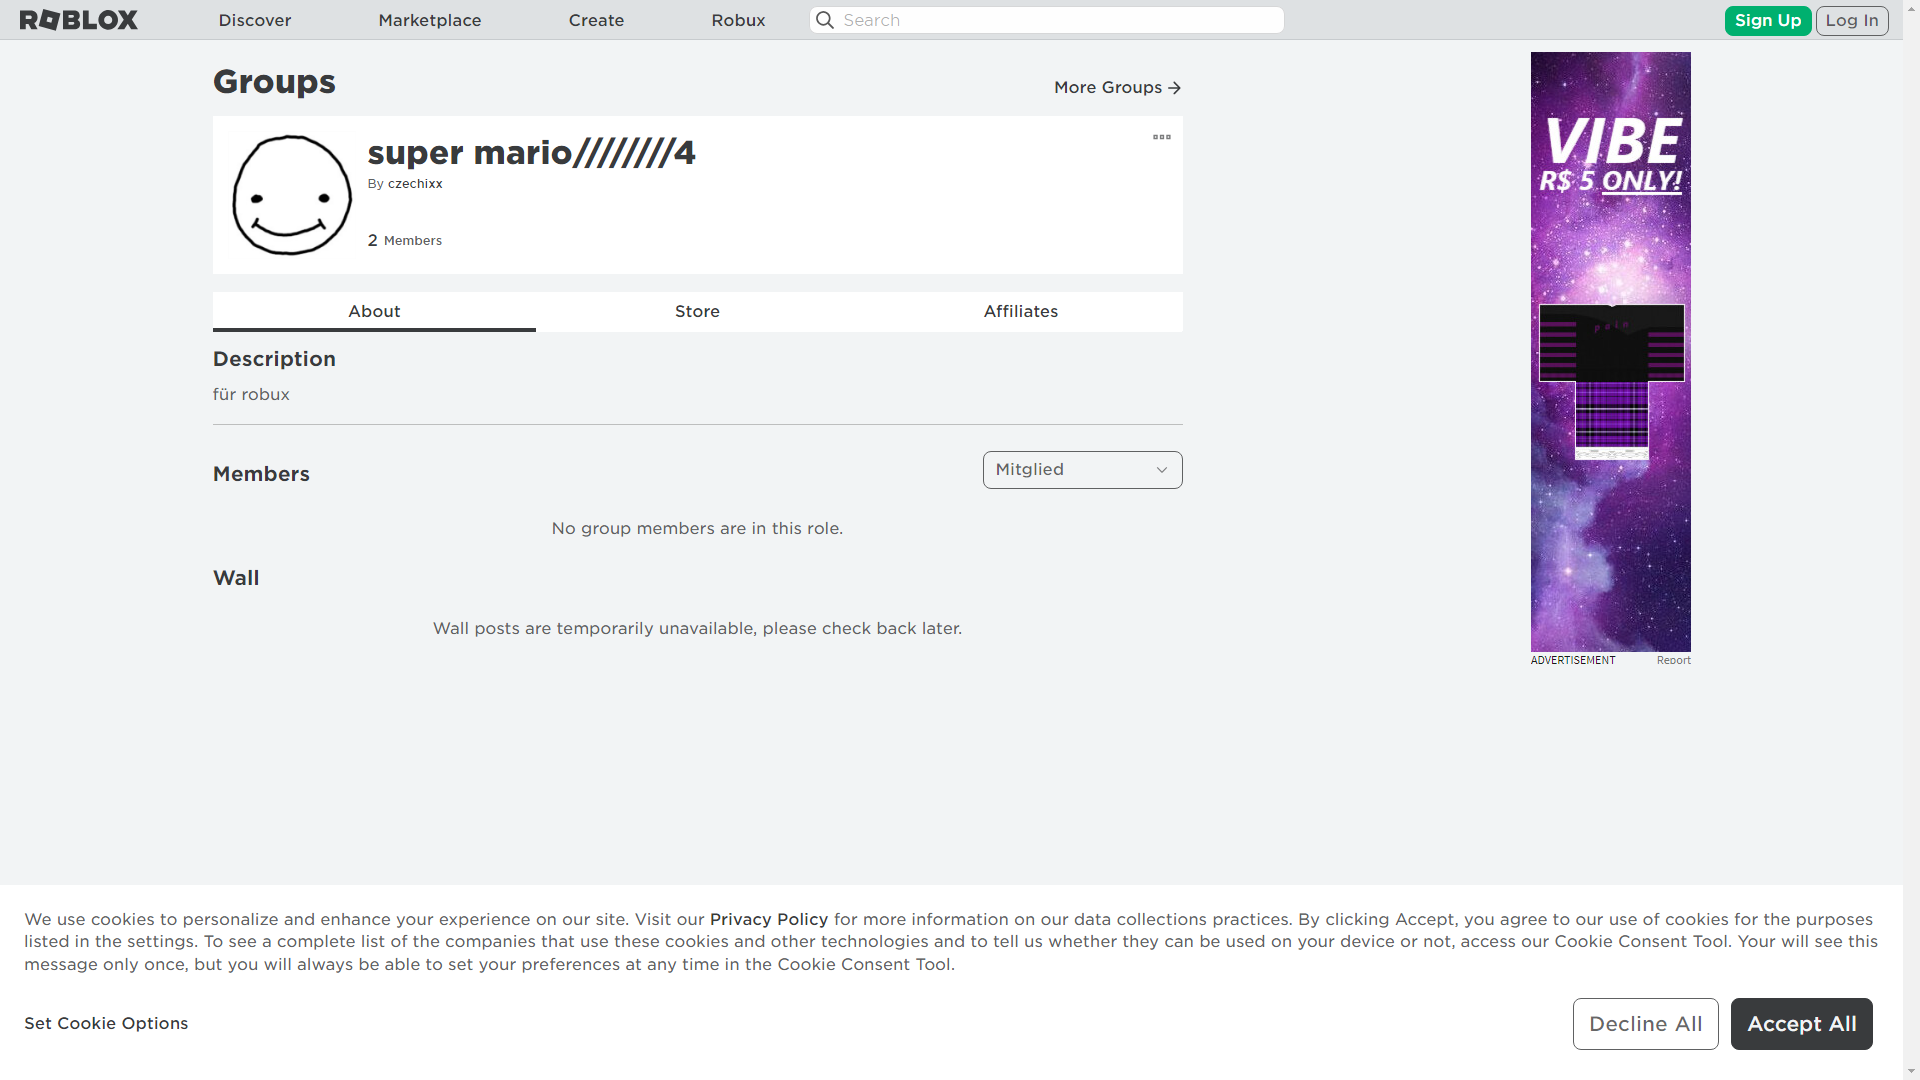 ROBLOX
Discover
Marketplace
Create
Robux
Search
Sign Up
Log In
Groups
More Groups
super mario////////4
By czechixx
2 Members
About
Store
Affiliates
Description
für robux
Members
Mitglied
No group members are in this role.
Wall
Wall posts are temporarily unavailable, please check back later.
VIBE
R$ 5 ONLY!
pain
ADVERTISEMENT
Report
We use cookies to personalize and enhance your experience on our site. Visit our Privacy Policy for more information on our data collections practices. By clicking Accept, you agree to our use of cookies for the purposes
listed in the settings. To see a complete list of the companies that use these cookies and other technologies and to tell us whether they can be used on your device or not, access our Cookie Consent Tool. Your will see this
message only once, but you will always be able to set your preferences at any time in the Cookie Consent Tool.
Set Cookie Options
Decline All
Accept All